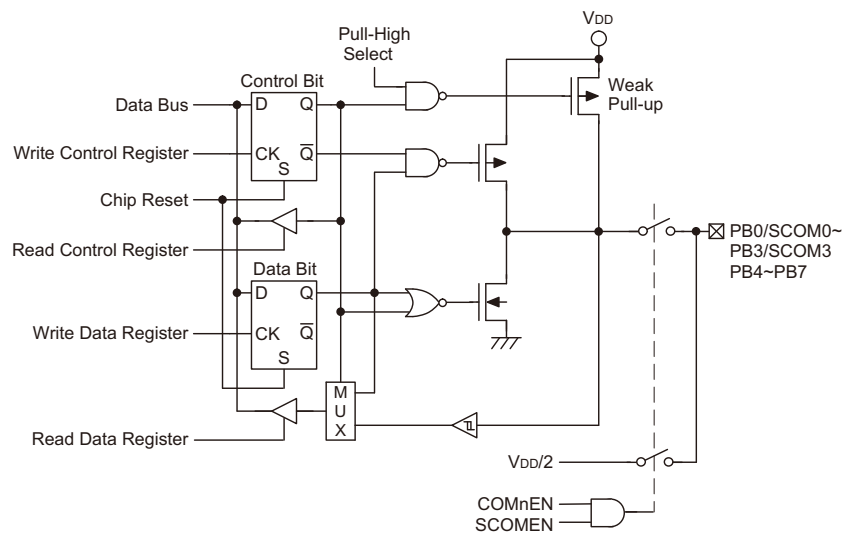 VDD
Pull-High
Select
Control Bit
Weak
Pull-up
Data Bus
D
Q
Write Control Register
CK
Q
S
Chip Reset
Read Control Register
PB0/SCOM0~
PB3/SCOM3
PB4~PB7
Data Bit
D
Q
Write Data Register
CK
Q
S
M
U
X
Read Data Register
VDD/2
COMnEN
SCOMEN